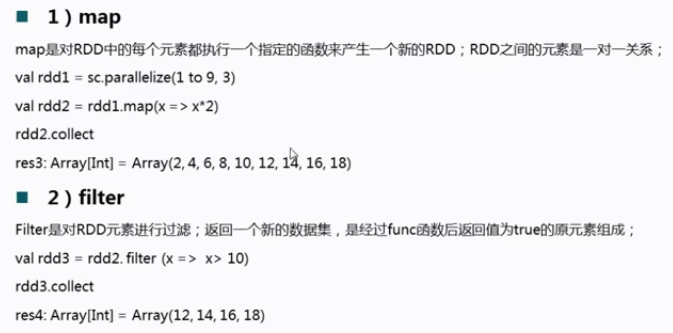 1）map
map是对RDD中的每个元素都执行一个指定的函数来产生一个新的RDD；RDD之间的元素是一对一关系；
val rdd1 = sc.parallelize(1 to 9, 3)
val rdd2 = rdd1.map(x => x*2)
rdd2.collect
res3: Array[Int] = Array(2, 4, 6, 8, 10, 12, 14, 16, 18)
2）filter
Filter是对RDD元素进行过滤；返回一个新的数据集，是经过func函数后返回值为true的原元素组成；
val rdd3 = rdd2. filter (x => x> 10)
rdd3.collect
res4: Array[Int] = Array(12, 14, 16, 18)